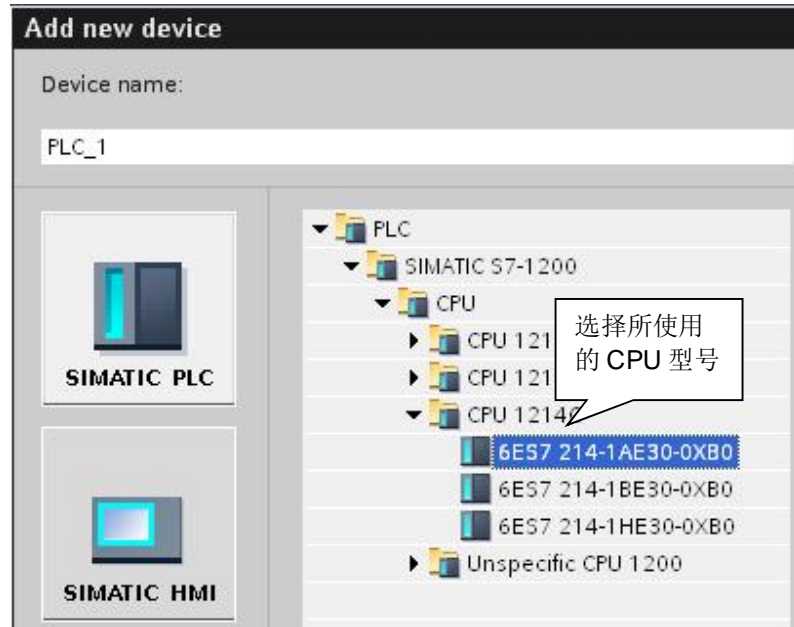 Add new device
Device name:
PLC_1
SIMATIC PLC
SIMATIC HMI
PLC
SIMATIC S7-1200
CPU
CPU 121
CPU 121
CPU 1214C
6ES7 214-1AE30-0XB0
6ES7 214-1BE30-0XB0
6ES7 214-1HE30-0XB0
Unspecific CPU 1200
选择所使用
的 CPU 型号